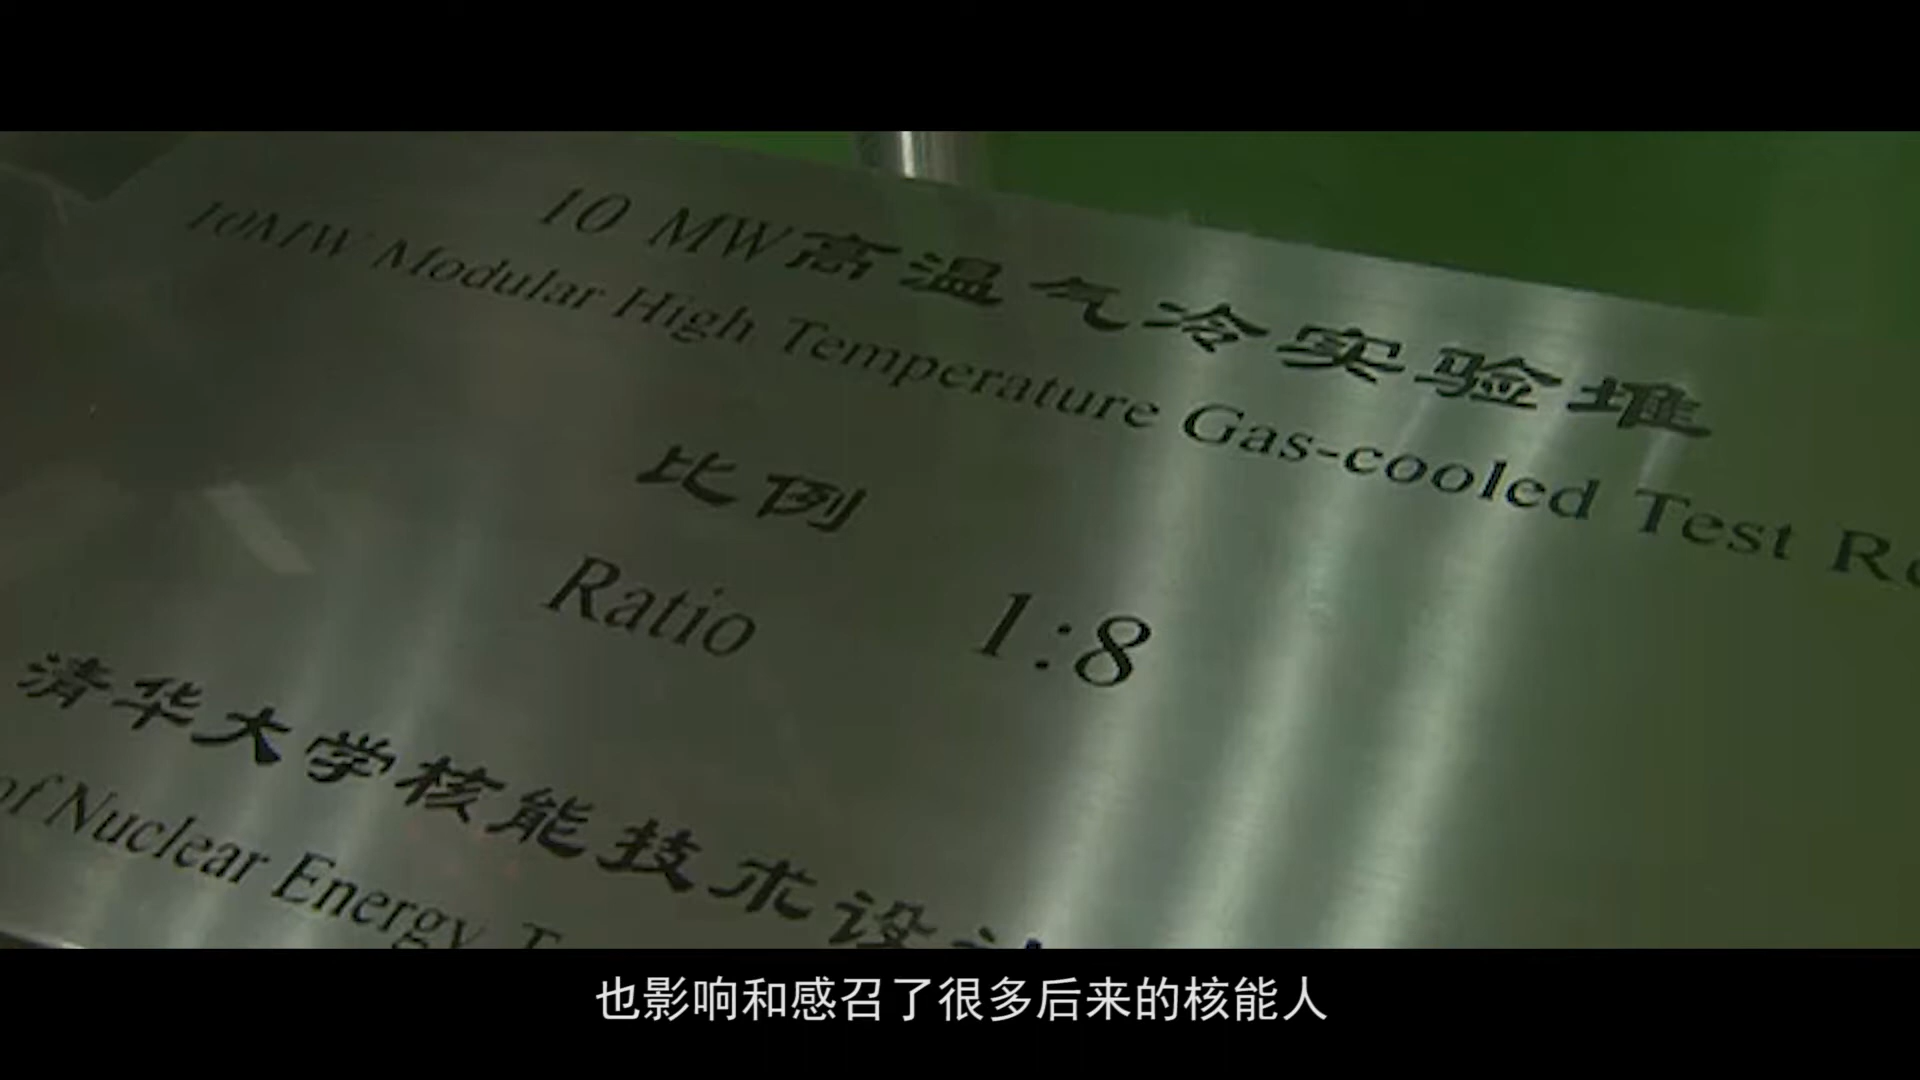 10 MW高温气冷实验堆
10MW Modular High Temperature Gas-cooled Test
比例
Ratio 1:8
清华大学核能技术设
of Nuclear Energy
也影响和感召了很多后来的核能人